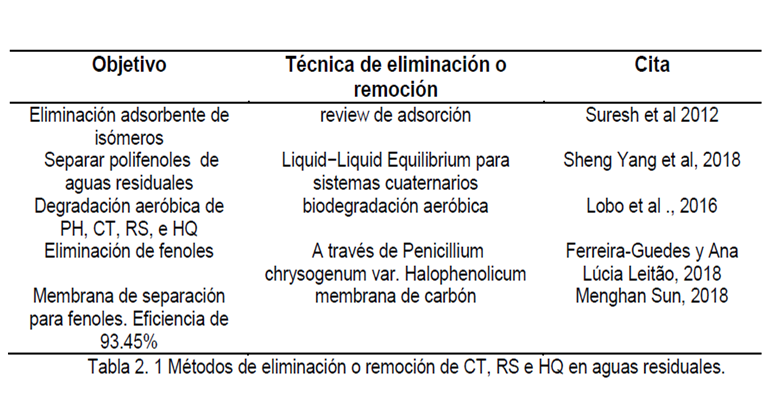 Objetivo Técnica de eliminación o Cita
remoción
Eliminación adsorbente de review de adsorción Suresh et al 2012
isómeros
Separar polifenoles de Liquid−Liquid Equilibrium para Sheng Yang et al, 2018
aguas residuales sistemas cuaternarios
Degradación aeróbica de biodegradación aeróbica Lobo et al ., 2016
PH, CT, RS, e HQ
Eliminación de fenoles A través de Penicillium Ferreira-Guedes y Ana
chrysogenum var. Halophenolicum Lúcia Leitão, 2018
Membrana de separación membrana de carbón Menghan Sun, 2018
para fenoles. Eficiencia de
93.45%
Tabla 2. 1 Métodos de eliminación o remoción de CT, RS e HQ en aguas residuales.